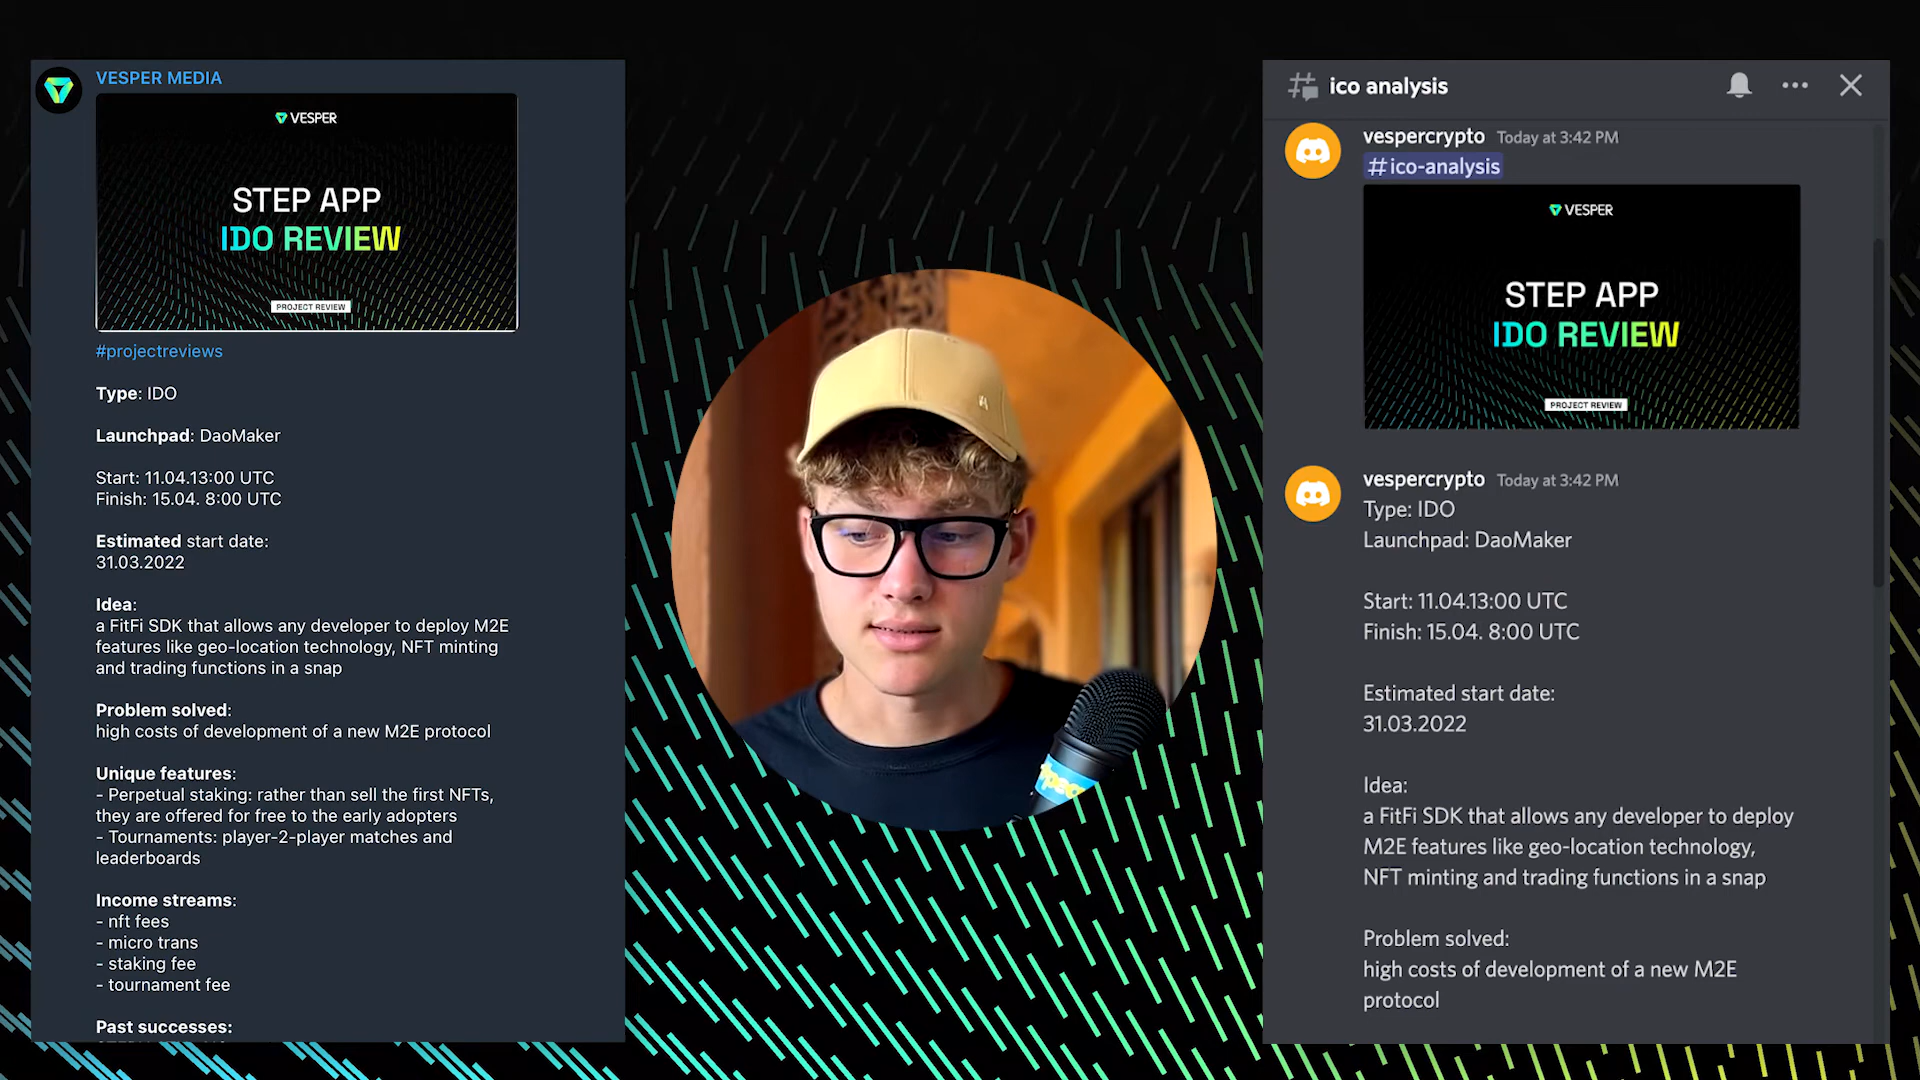 VESPER MEDIA
VESPER
STEP APP
IDO REVIEW
PROJECT REVIEW
#projectreviews
Type: IDO
Launchpad: DaoMaker
Start: 11.04.13:00 UTC
Finish: 15.04. 8:00 UTC
Estimated start date:
31.03.2022
Idea:
a FitFi SDK that allows any developer to deploy M2E
features like geo-location technology, NFT minting
and trading functions in a snap
Problem solved:
high costs of development of a new M2E protocol
Unique features:
- Perpetual staking: rather than sell the first NFTs,
they are offered for free to the early adopters
- Tournaments: player-2-player matches and
leaderboards
Income streams:
- nft fees
- micro trans
- staking fee
- tournament fee
Past successes:
ico analysis
vespercrypto Today at 3:42 PM
#ico-analysis
VESPER
STEP APP
IDO REVIEW
PROJECT REVIEW
vespercrypto Today at 3:42 PM
Type: IDO
Launchpad: DaoMaker
Start: 11.04.13:00 UTC
Finish: 15.04. 8:00 UTC
Estimated start date:
31.03.2022
Idea:
a FitFi SDK that allows any developer to deploy
M2E features like geo-location technology,
NFT minting and trading functions in a snap
Problem solved:
high costs of development of a new M2E
protocol